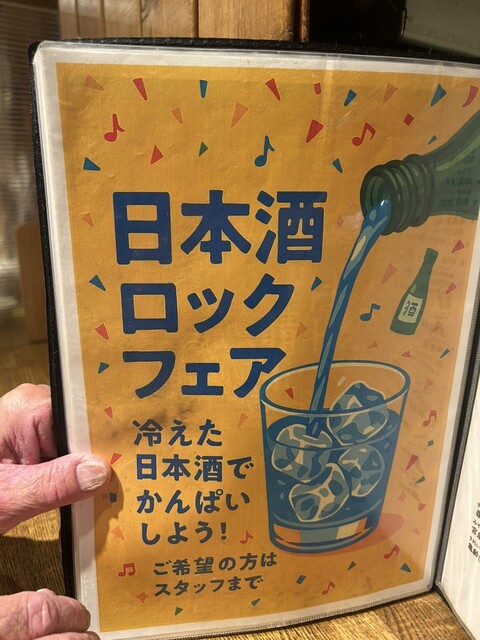 日本酒
ロック
フェア
酒
冷えた
日本酒で
かんぱい
しよう!
ご希望の方は
スタッフまで